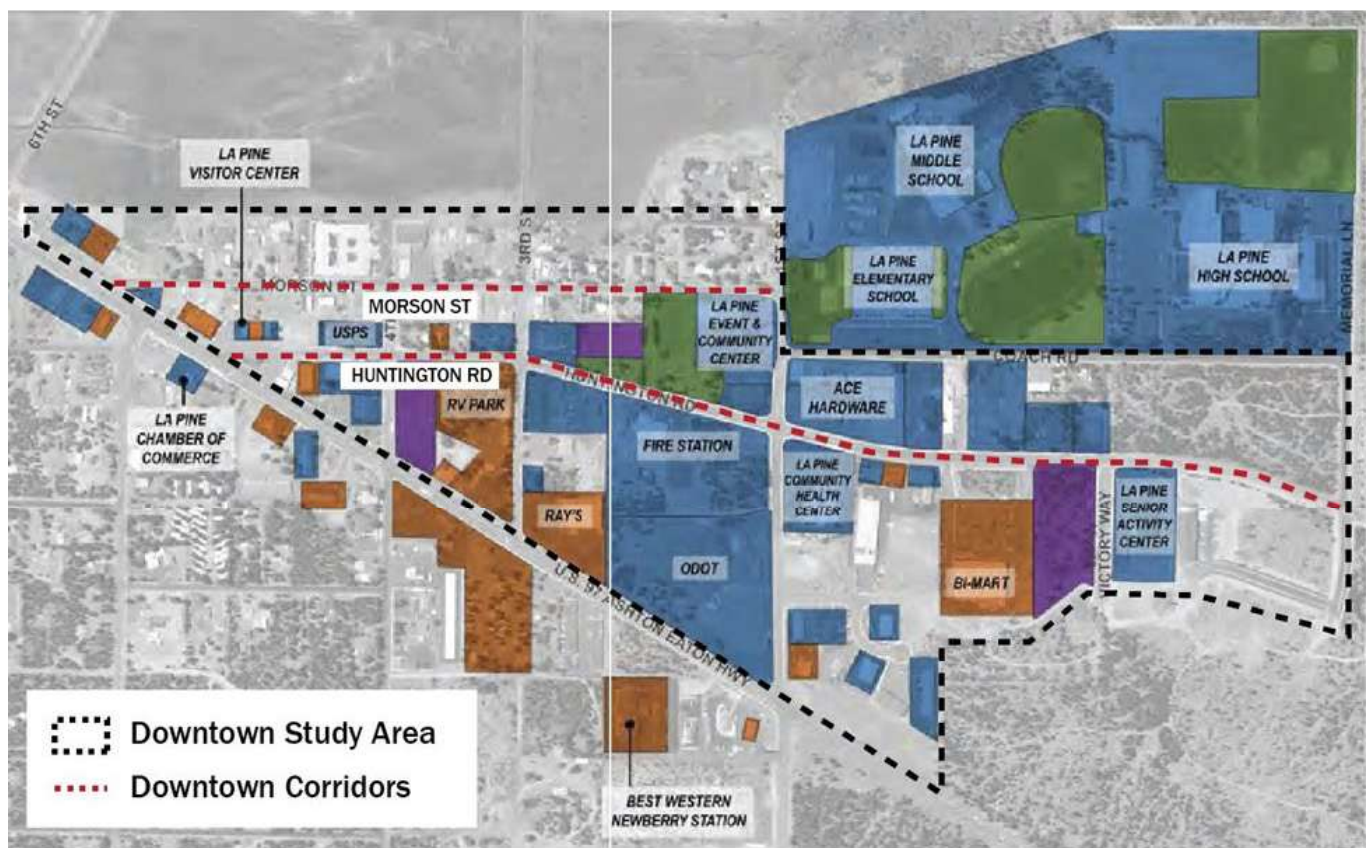 6TH ST
LA PINE
VISITOR CENTER
3RD S
MORSON ST
MORSON ST
USPS
4TH
HUNTINGTON RD
LA PINE
CHAMBER OF
COMMERCE
RV PARK
RAY'S
LA PINE
EVENT &
COMMUNITY
CENTER
HUNTINGTON RD
FIRE STATION
ODOT
LA PINE
MIDDLE
SCHOOL
LA PINE
ELEMENTARY
SCHOOL
LA PINE
HIGH SCHOOL
MEMORIAL LN
COACH RD
ACE
HARDWARE
LA PINE
COMMUNITY
HEALTH
CENTER
BI-MART
VICTORY WAY
LA PINE
SENIOR
ACTIVITY
CENTER
U.S. 97 ASHTON EATON HWY
BEST WESTERN
NEWBERRY STATION
Downtown Study Area
Downtown Corridors